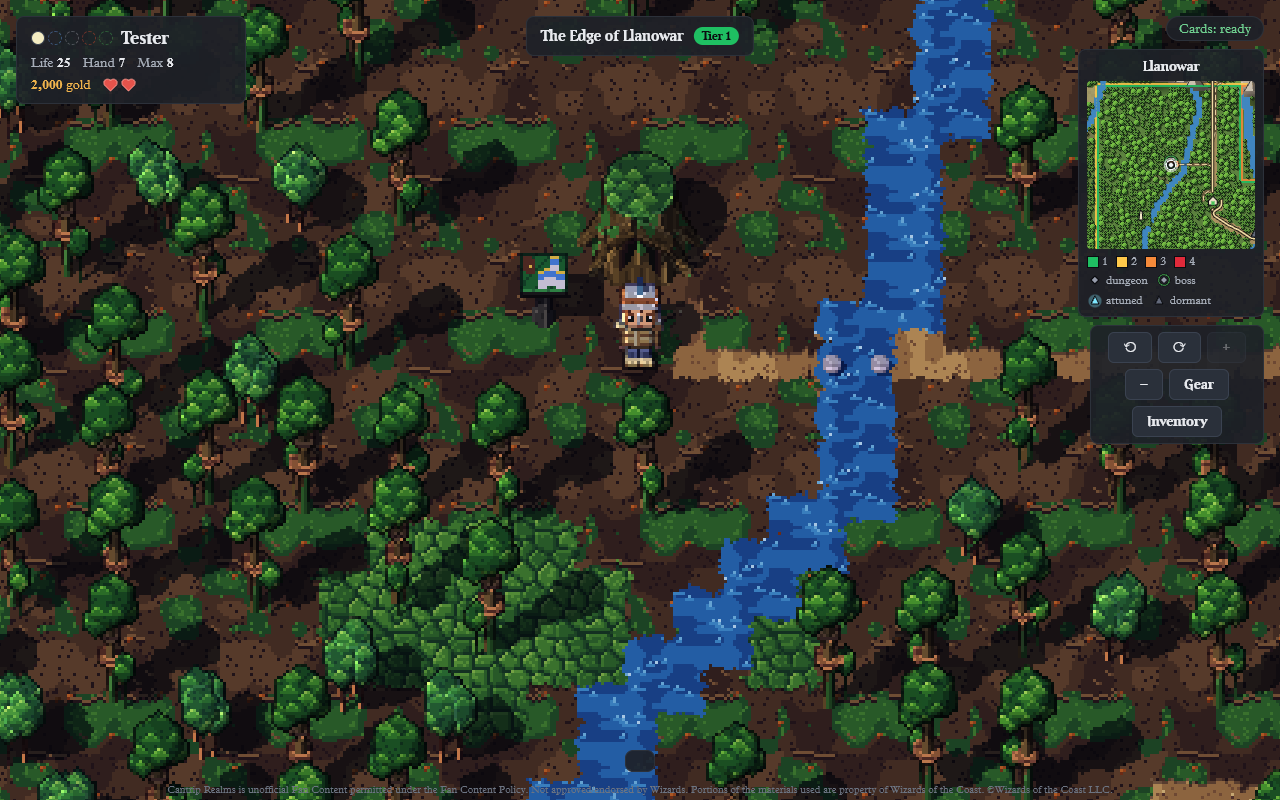 Tester
Life 25 Hand 7 Max 8
2,000 gold
The Edge of Llanowar Tier 1
Cards: ready
Llanowar
1 2 3 4
dungeon boss
attuned dormant
+
− Gear
Inventory
Cantrip Realms is unofficial Fan Content permitted under the Fan Content Policy. Not approved/endorsed by Wizards. Portions of the materials used are property of Wizards of the Coast. ©Wizards of the Coast LLC.